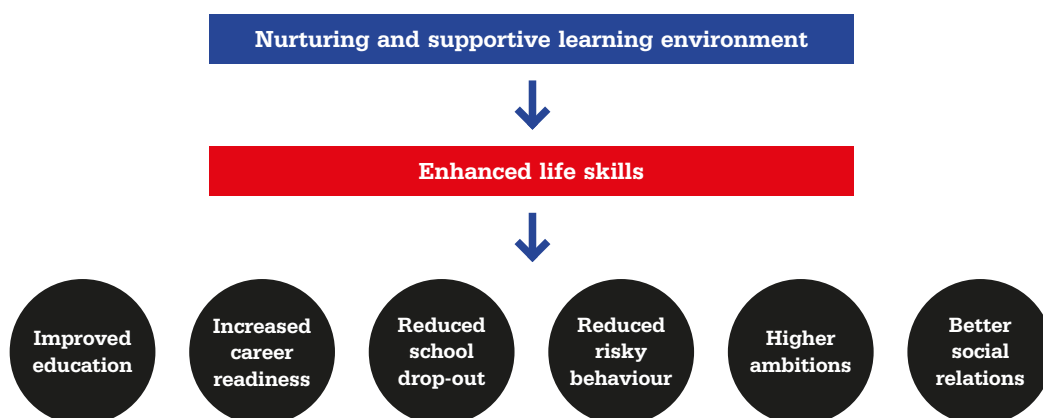 Nurturing and supportive learning environment
Enhanced life skills
Improved
education
Increased
career
readiness
Reduced
school
drop-out
Reduced
risky
behaviour
Higher
ambitions
Better
social
relations